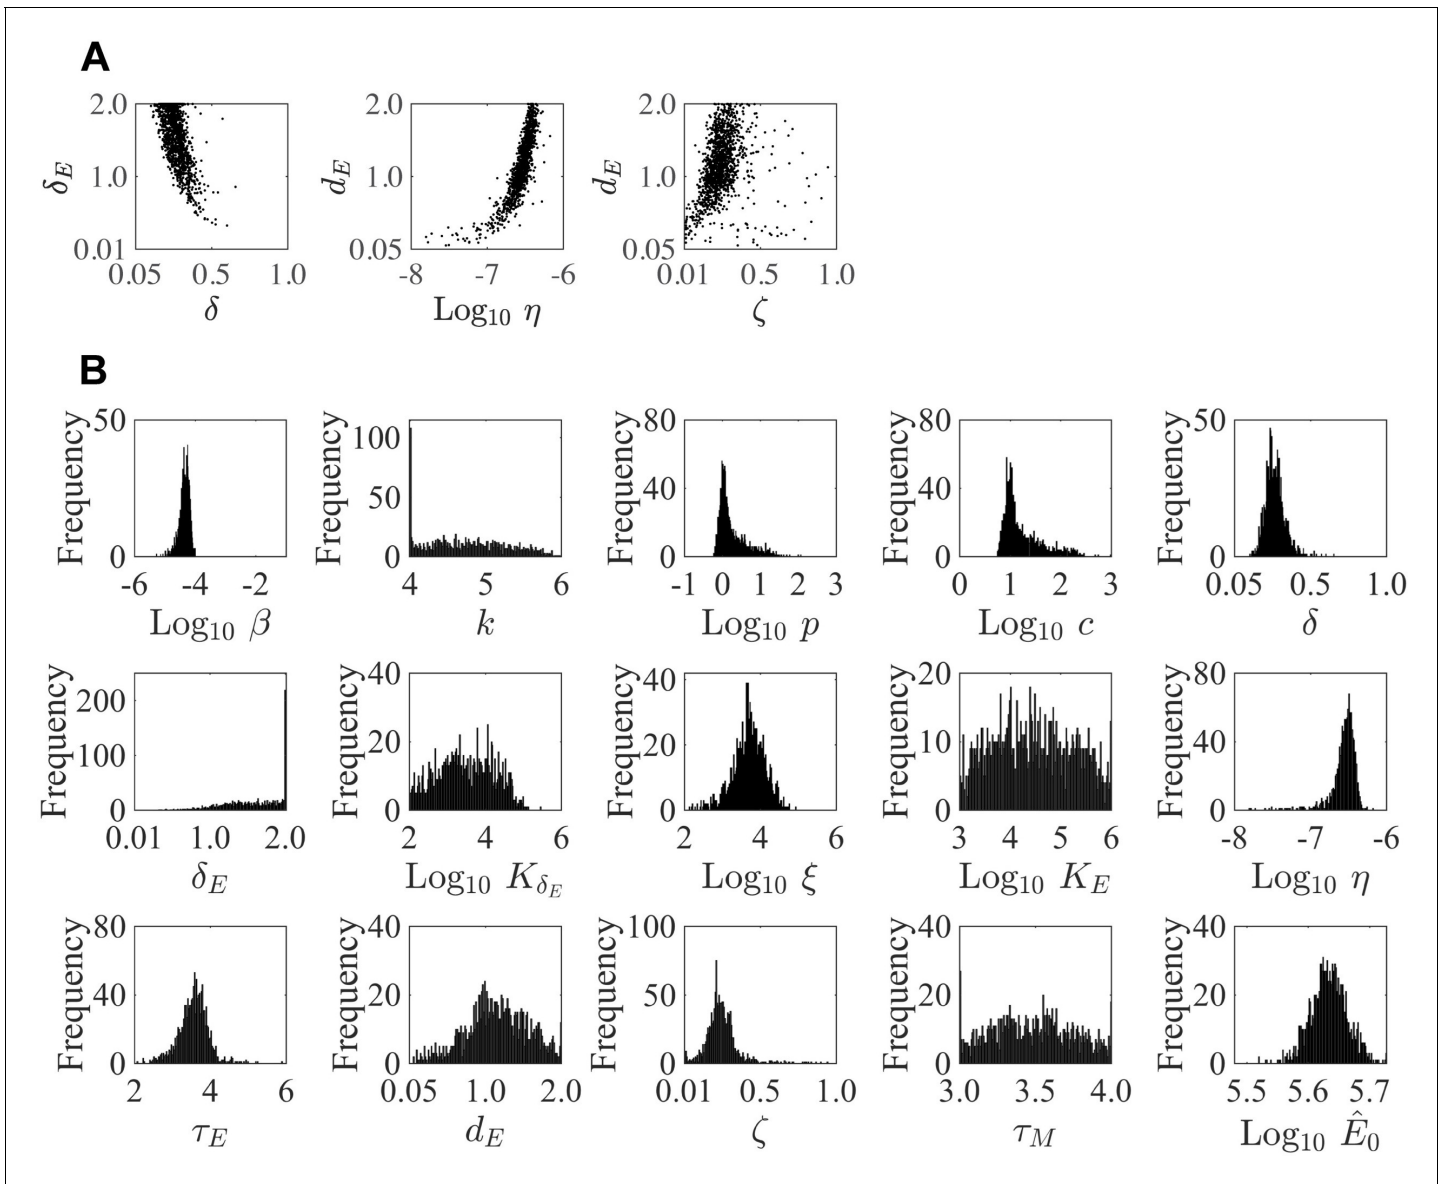 A
2.0 2.0 2.0
δ_E d_E d_E
1.0 1.0 1.0
0.01 0.05 0.05
0.05 0.5 1.0 -8 -7 -6 0.01 0.5 1.0
δ Log₁₀ η ζ
B
Frequency Frequency Frequency Frequency Frequency
50 100 80 80 50
50 40 40
0 0 0 0 0
-6 -4 -2 4 5 6 -1 0 1 2 3 0 1 2 3 0.05 0.5 1.0
Log₁₀ β k Log₁₀ p Log₁₀ c δ
Frequency Frequency Frequency Frequency Frequency
200 40 40 20 80
100 20 20 10 40
0 0 0 0 0
0.01 1.0 2.0 2 4 6 2 4 6 3 4 5 6 -8 -7 -6
δ_E Log₁₀ K_δ_E Log₁₀ ξ Log₁₀ K_E Log₁₀ η
Frequency Frequency Frequency Frequency Frequency
80 40 100 40 40
40 20 50 20 20
0 0 0 0 0
2 4 6 0.05 1.0 2.0 0.01 0.5 1.0 3.0 3.5 4.0 5.5 5.6 5.7
τ_E d_E ζ τ_M Log₁₀ Ê₀